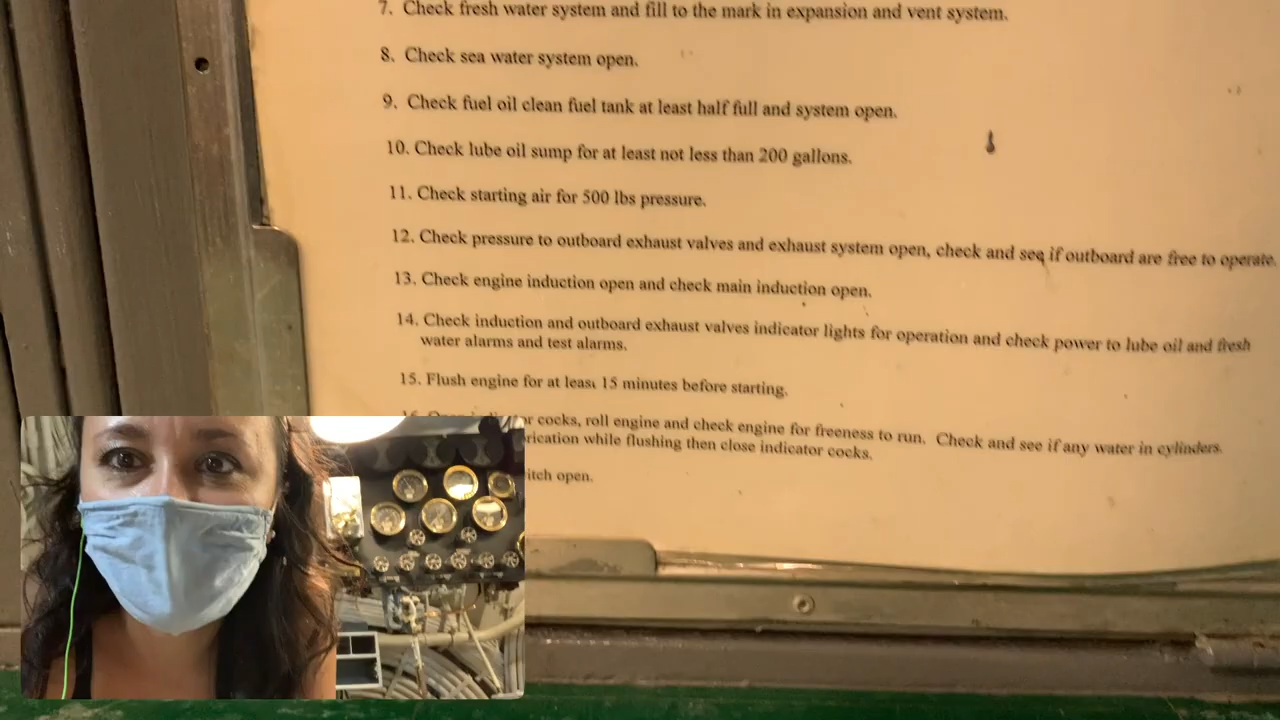 7. Check fresh water system and fill to the mark in expansion and vent system.
8. Check sea water system open.
9. Check fuel oil clean fuel tank at least half full and system open.
10. Check lube oil sump for at least not less than 200 gallons.
11. Check starting air for 500 lbs pressure.
12. Check pressure to outboard exhaust valves and exhaust system open, check and see if outboard are free to operate.
13. Check engine induction open and check main induction open.
14. Check induction and outboard exhaust valves indicator lights for operation and check power to lube oil and fresh
water alarms and test alarms.
15. Flush engine for at least 15 minutes before starting.
cocks, roll engine and check engine for freeness to run. Check and see if any water in cylinders.
while flushing then close indicator cocks.
open.